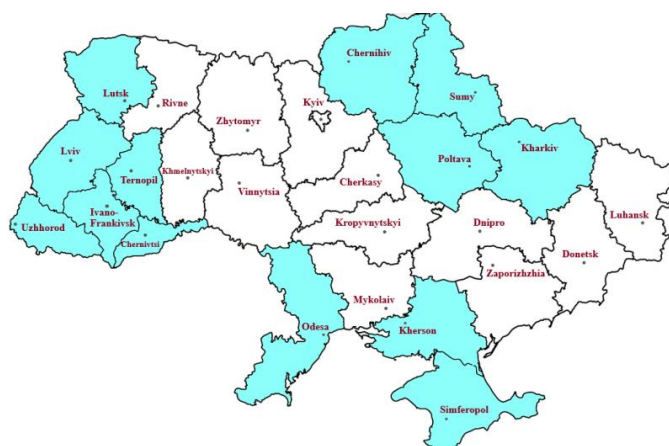 Chernihiv
Sumy
Lutsk
Rivne
Kyiv
Zhytomyr
Kharkiv
Lviv
Ternopil
Khmelnytskyi
Poltava
Cherkasy
Vinnytsia
Ivano-
Frankivsk
Uzhhorod
Chernivtsi
Kropyvnytskyi
Dnipro
Luhansk
Donetsk
Zaporizhzhia
Mykolaiv
Odesa
Kherson
Simferopol